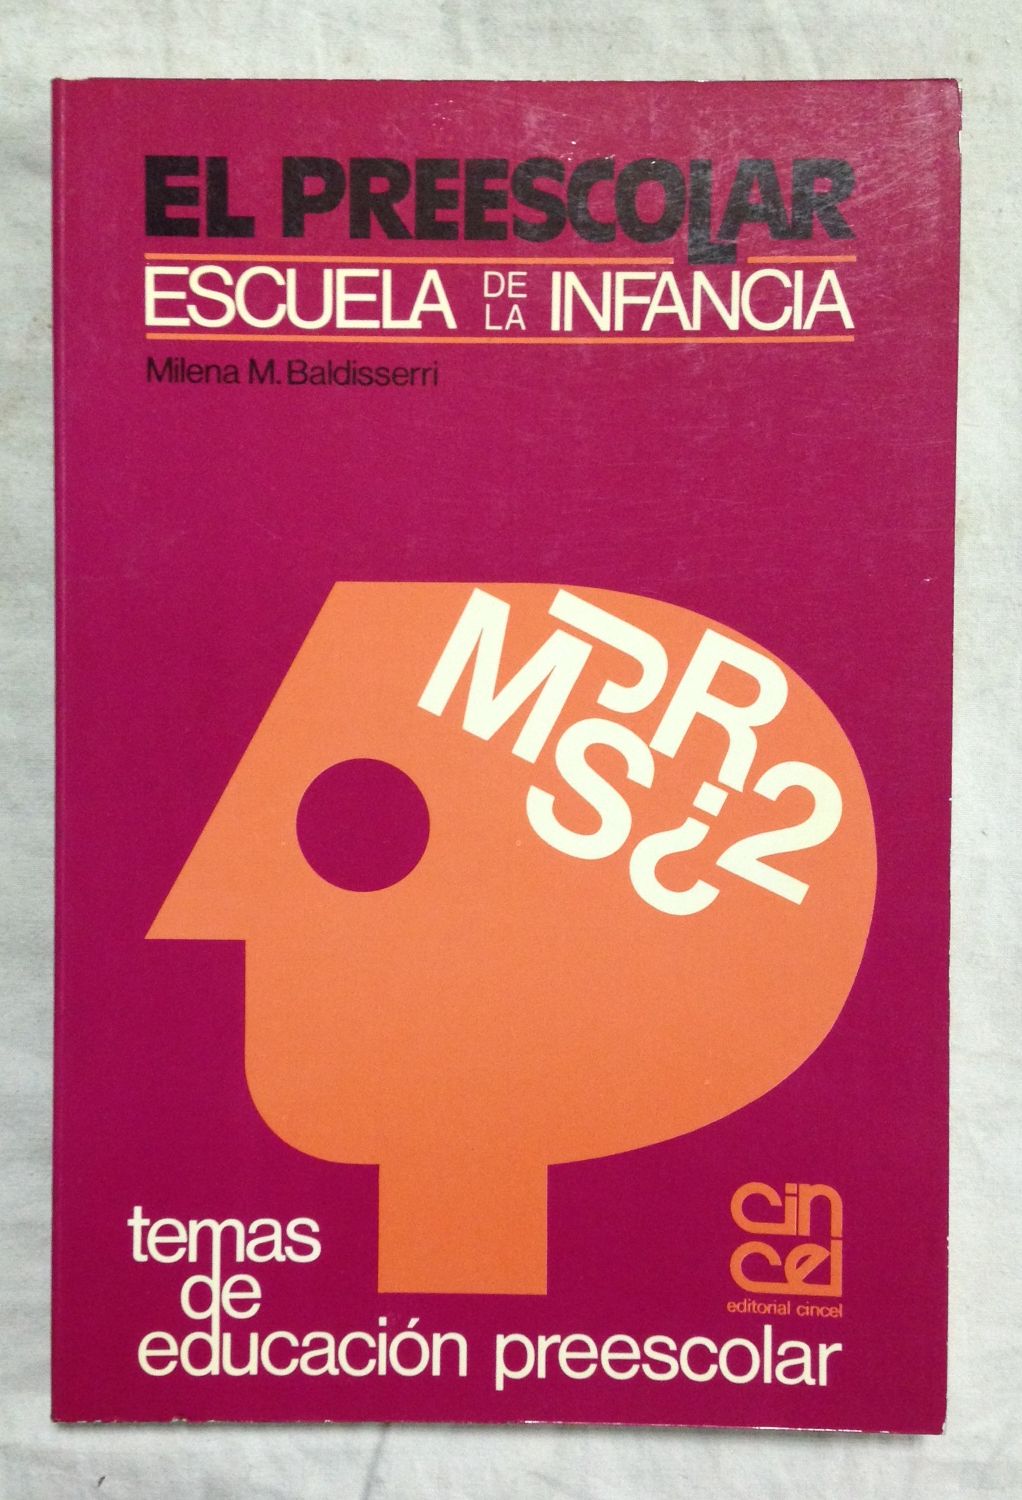 EL PREESCOLAR
ESCUELA DE LA INFANCIA
Milena M. Baldisserri
M J R
S ¿ 2
cin
cel
editorial cincel
temas
de
educación preescolar